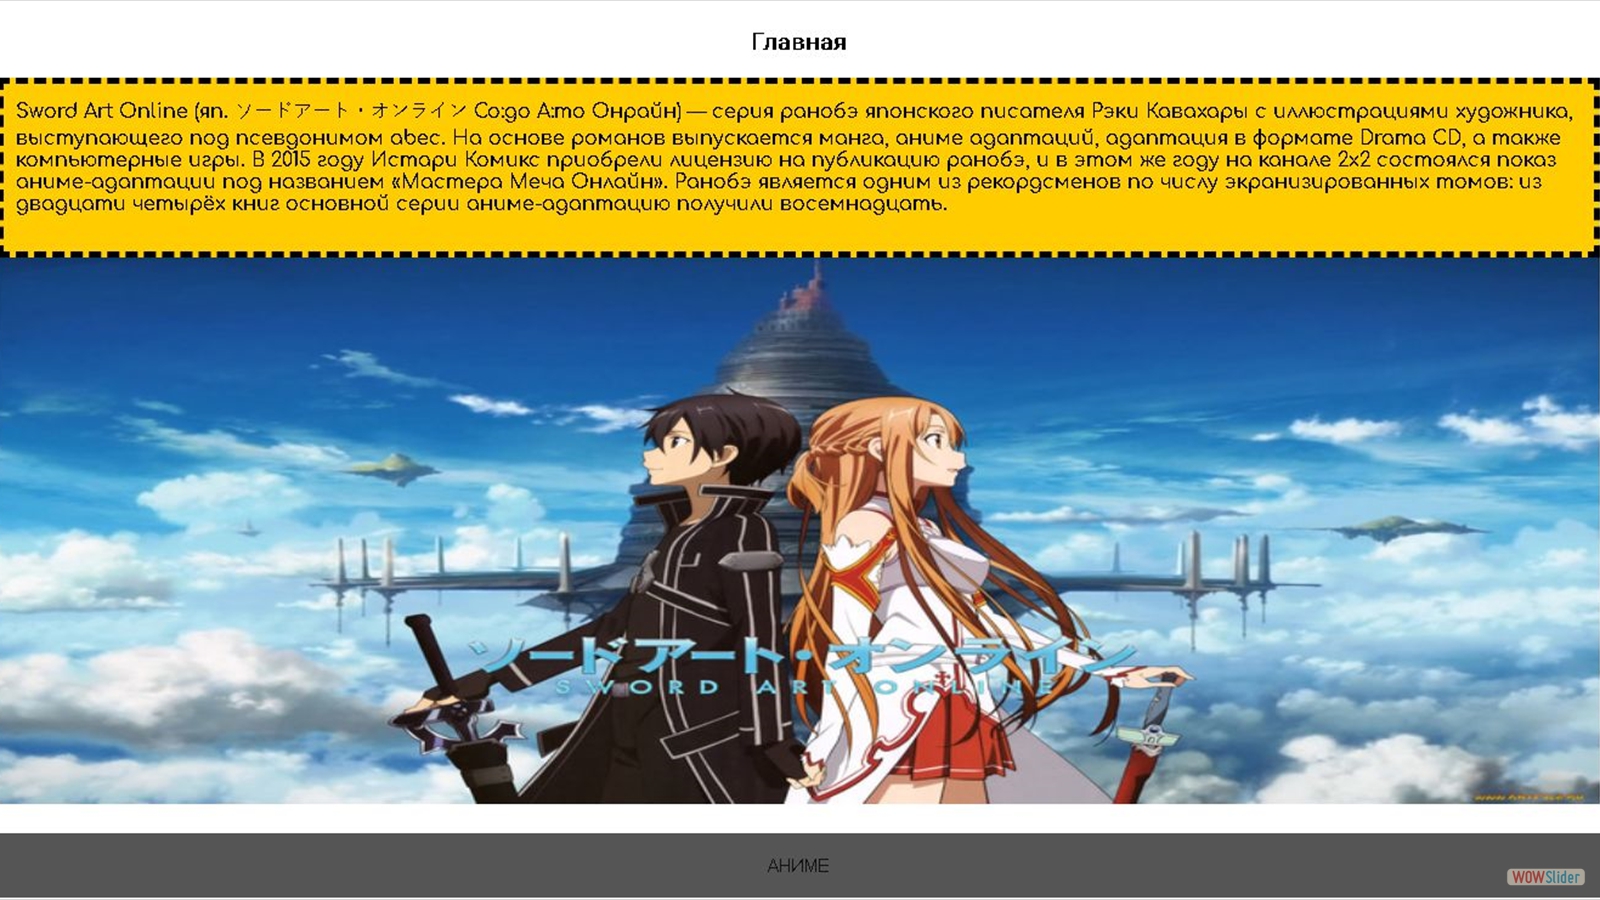 Главная
Sword Art Online (яп. ソードアート・オンライン Со:до А:то Онрайн) — серия ранобэ японского писателя Рэки Кавахары с иллюстрациями художника,
выступающего под псевдонимом abec. На основе романов выпускается манга, аниме адаптаций, адаптация в формате Drama CD, а также
компьютерные игры. В 2015 году Истари Комикс приобрели лицензию на публикацию ранобэ, и в этом же году на канале 2x2 состоялся показ
аниме-адаптации под названием «Мастера Меча Онлайн». Ранобэ является одним из рекордсменов по числу экранизированных томов: из
двадцати четырёх книг основной серии аниме-адаптацию получили восемнадцать.
ソードアート・オンライン
SWORD ART ONLINE
АНИМЕ
WOWSlider